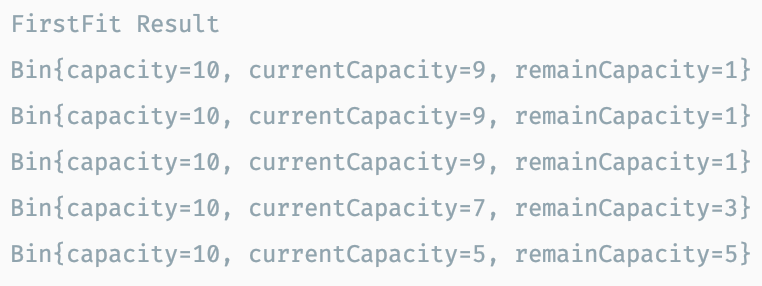 FirstFit Result
Bin{capacity=10, currentCapacity=9, remainCapacity=1}
Bin{capacity=10, currentCapacity=9, remainCapacity=1}
Bin{capacity=10, currentCapacity=9, remainCapacity=1}
Bin{capacity=10, currentCapacity=7, remainCapacity=3}
Bin{capacity=10, currentCapacity=5, remainCapacity=5}